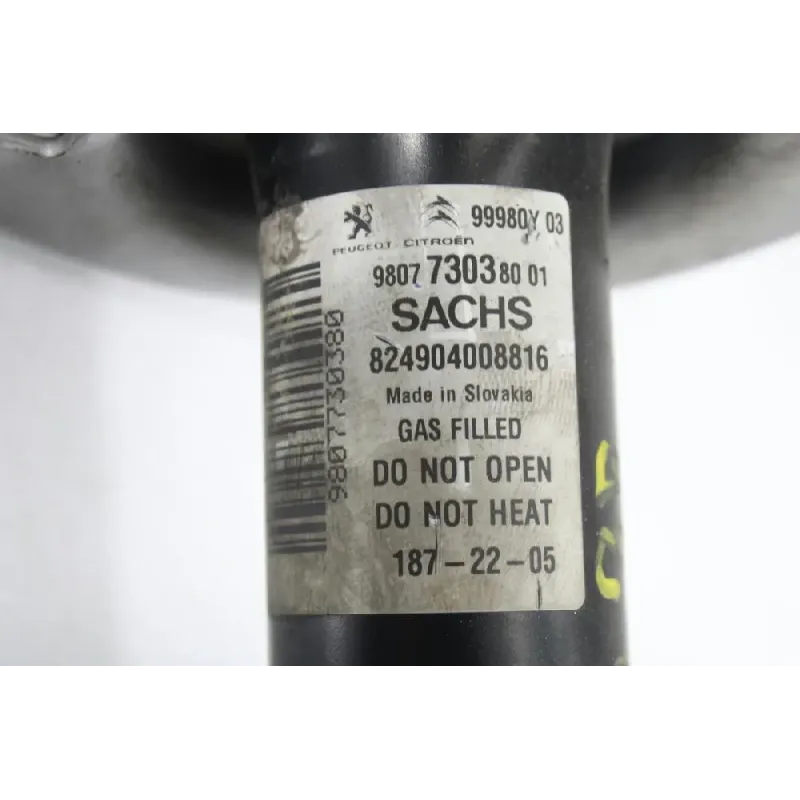 99980Y 03
PEUGEOT CITROËN
9807730380 01
SACHS
824904008816
Made in Slovakia
GAS FILLED
DO NOT OPEN
DO NOT HEAT
187-22-05
9807730380